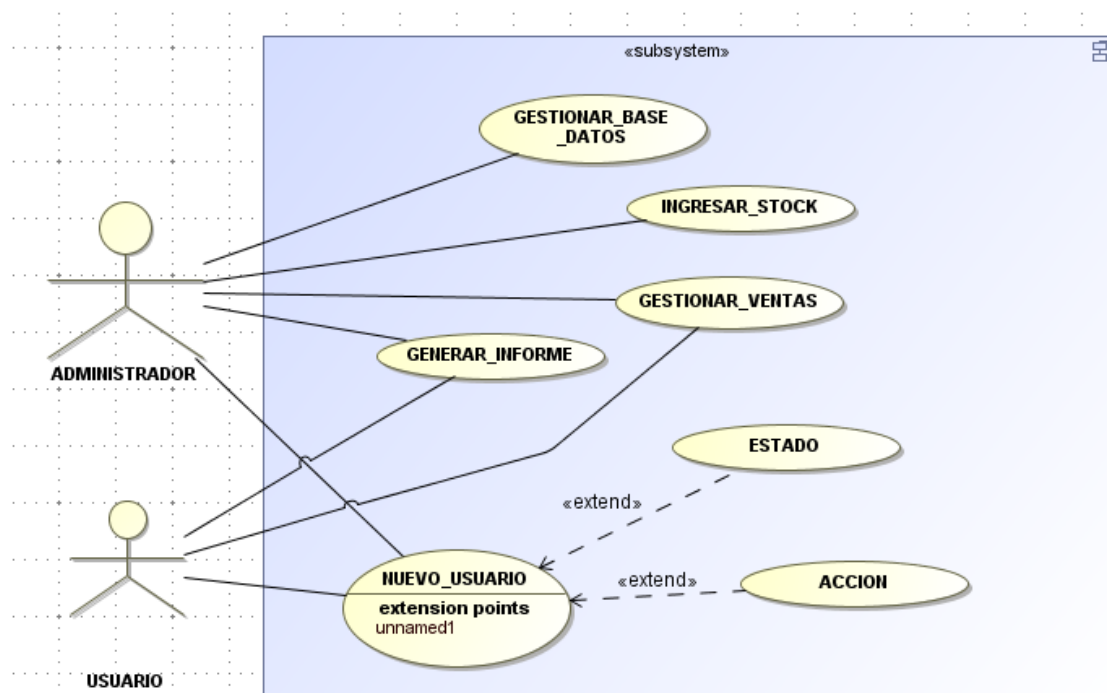 «subsystem»
GESTIONAR_BASE
_DATOS
INGRESAR_STOCK
GESTIONAR_VENTAS
GENERAR_INFORME
ADMINISTRADOR
ESTADO
«extend»
NUEVO_USUARIO
extension points
unnamed1
«extend»
ACCION
USUARIO